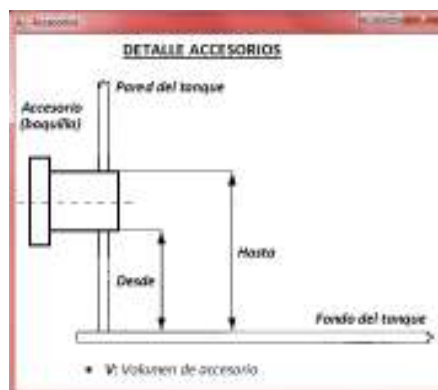 Accesorios
DETALLE ACCESORIOS
Pared del tanque
Accesorio
(boquilla)
Hasta
Desde
Fondo del tanque
• V: Volumen de accesorio